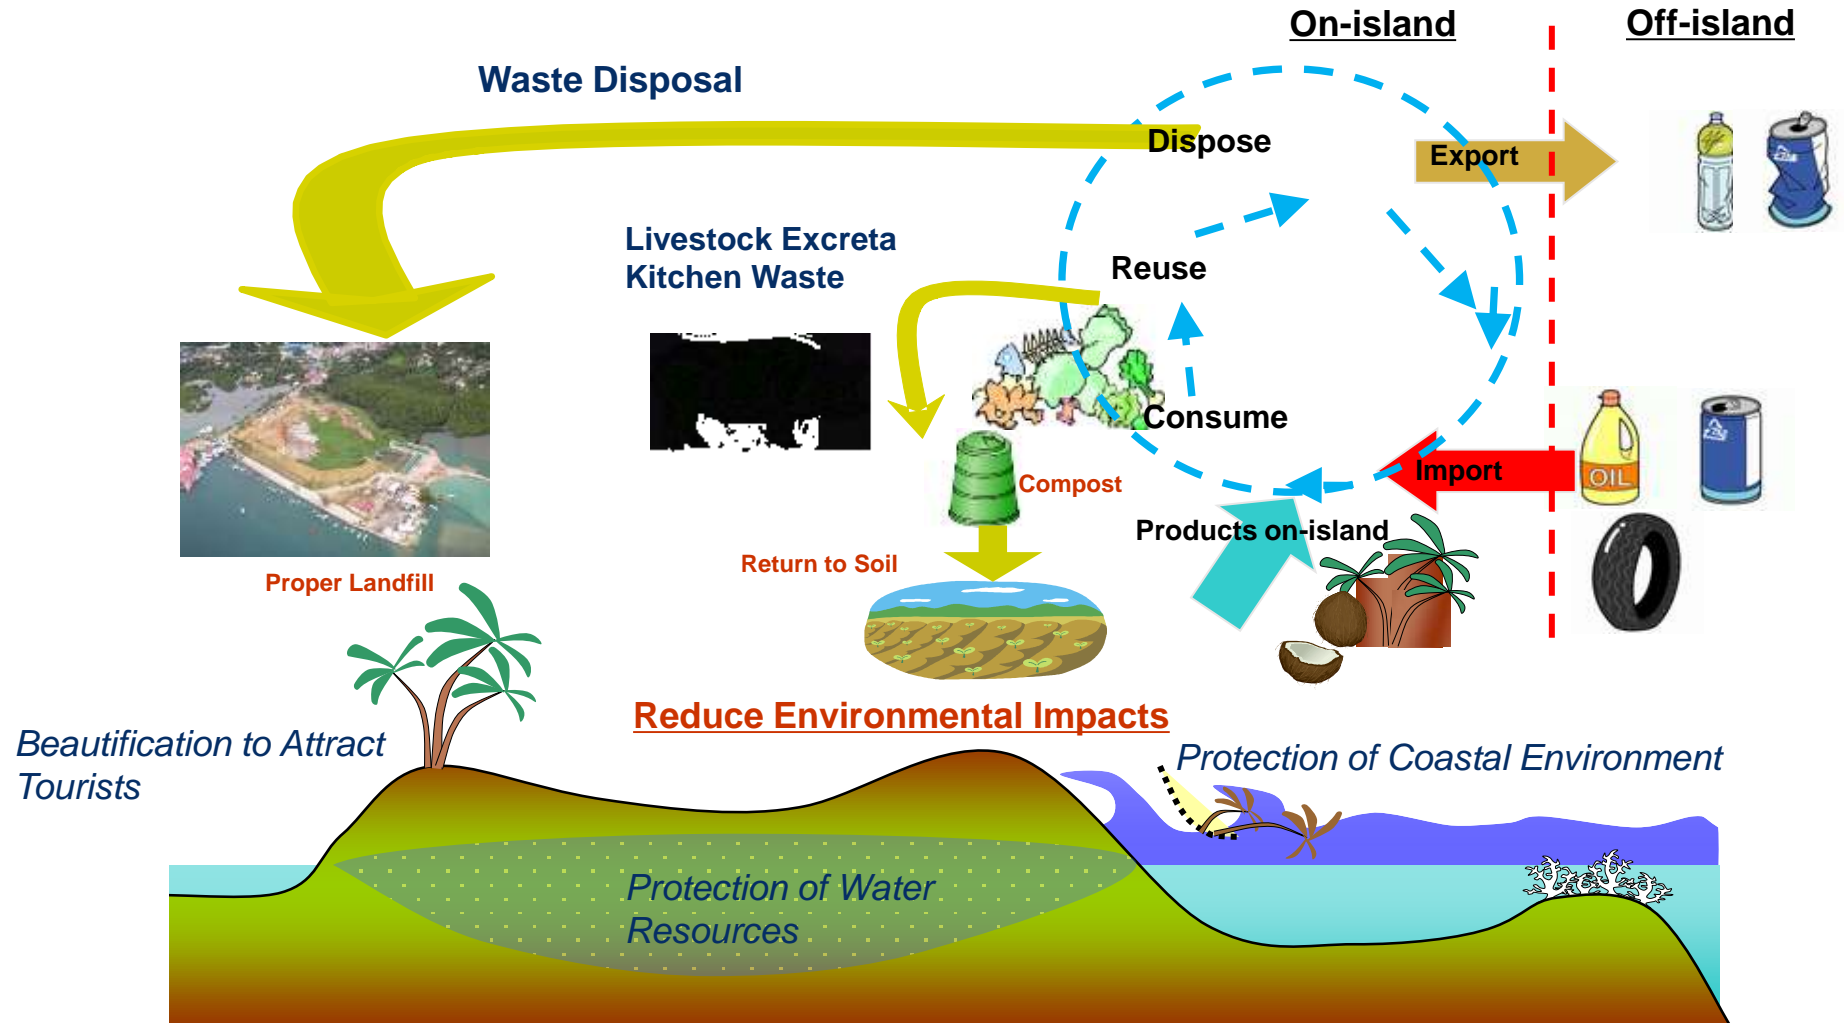 On-island
Off-island
Waste Disposal
Dispose
Export
Livestock Excreta
Kitchen Waste
Reuse
Consume
Import
OIL
Compost
Products on-island
Return to Soil
Proper Landfill
Reduce Environmental Impacts
Beautification to Attract
Tourists
Protection of Coastal Environment
Protection of Water
Resources